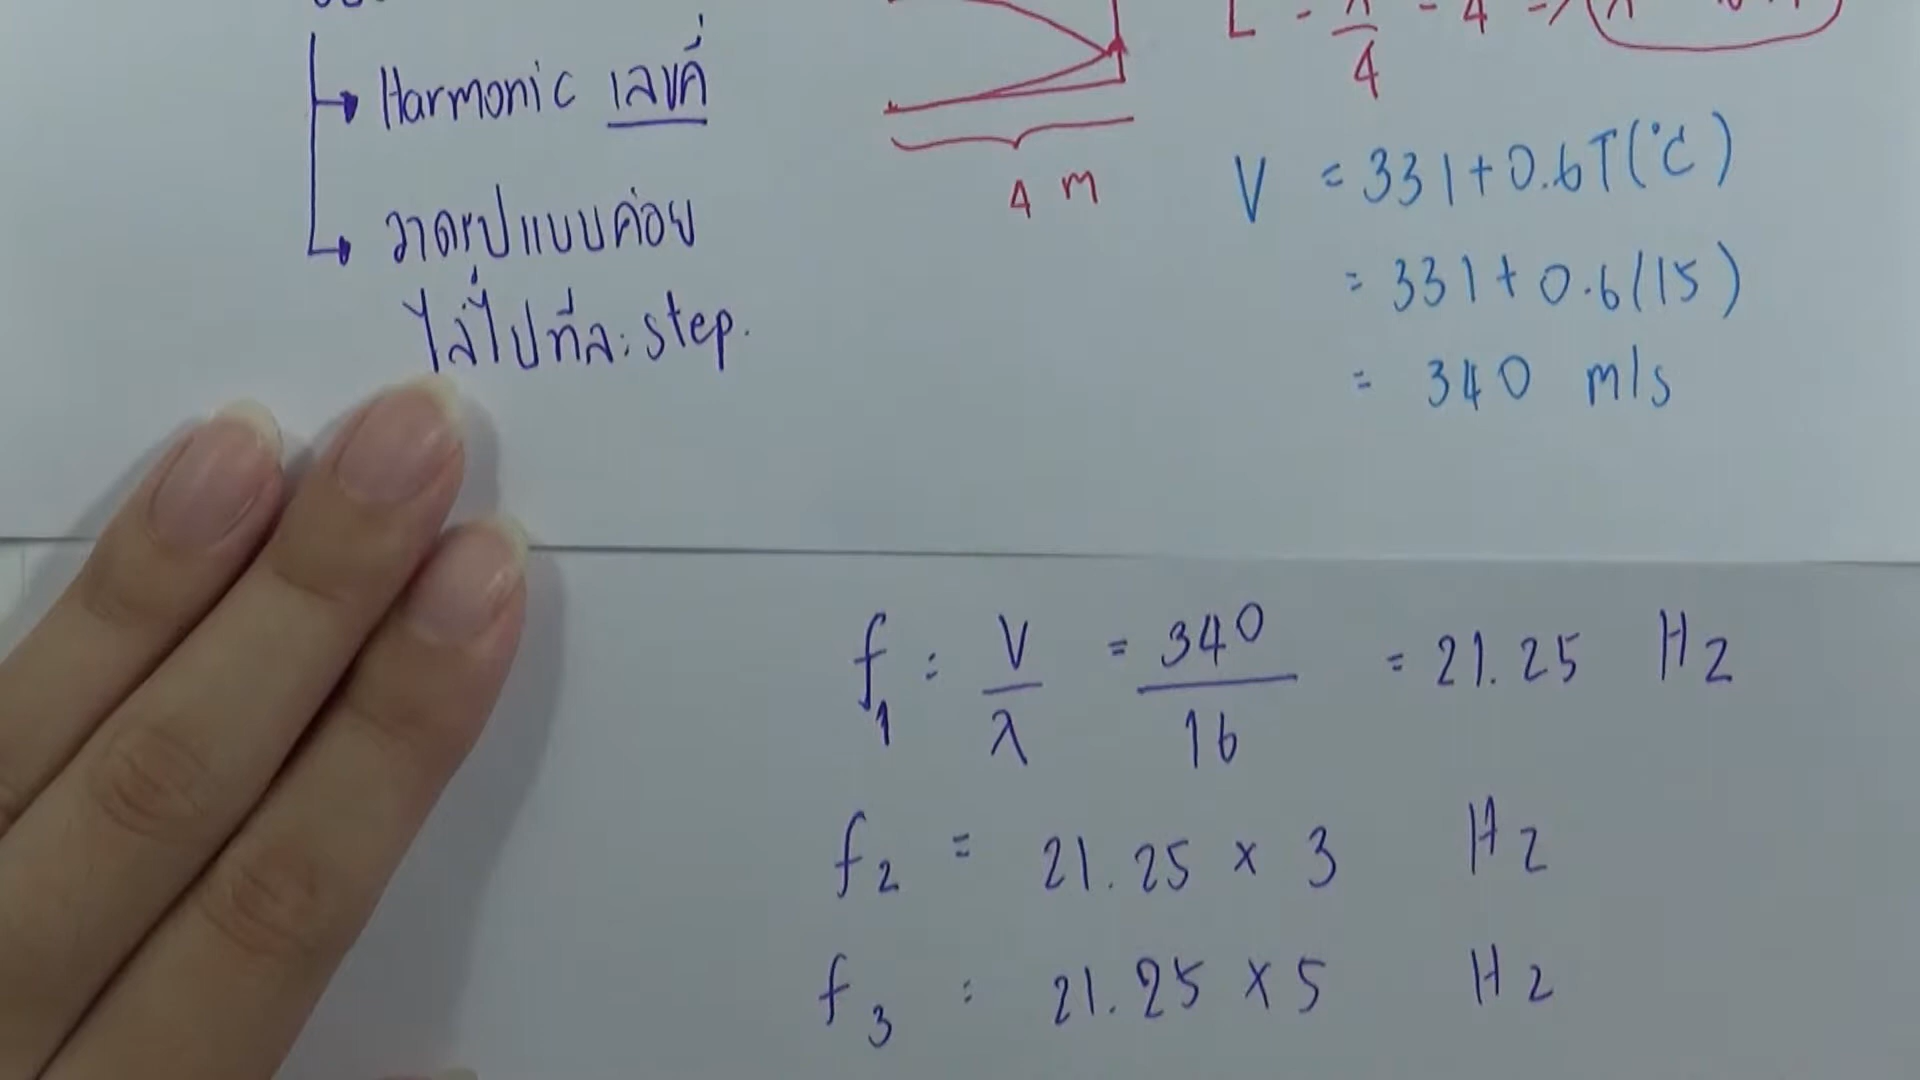 Harmonic เลขคี่
วาดรูปแบบค่อย
ไล่ไปทีละ step.
4 m
L = λ/4 = 4 =>
V = 331+0.6T(°C)
= 331+0.6(15)
= 340 m/s
f₁ = V/λ = 340/16 = 21.25 Hz
f₂ = 21.25 × 3 Hz
f₃ = 21.25 × 5 Hz